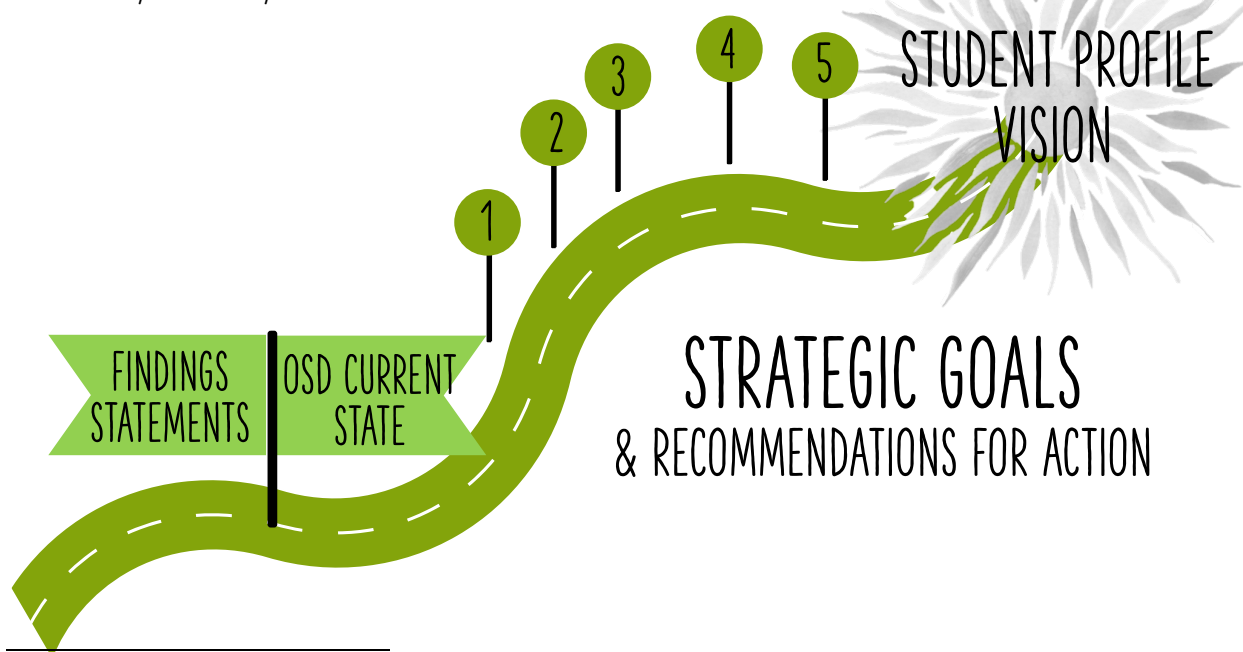 4
5
3
2
1
STUDENT PROFILE
VISION
FINDINGS
STATEMENTS
OSD CURRENT
STATE
STRATEGIC GOALS
& RECOMMENDATIONS FOR ACTION